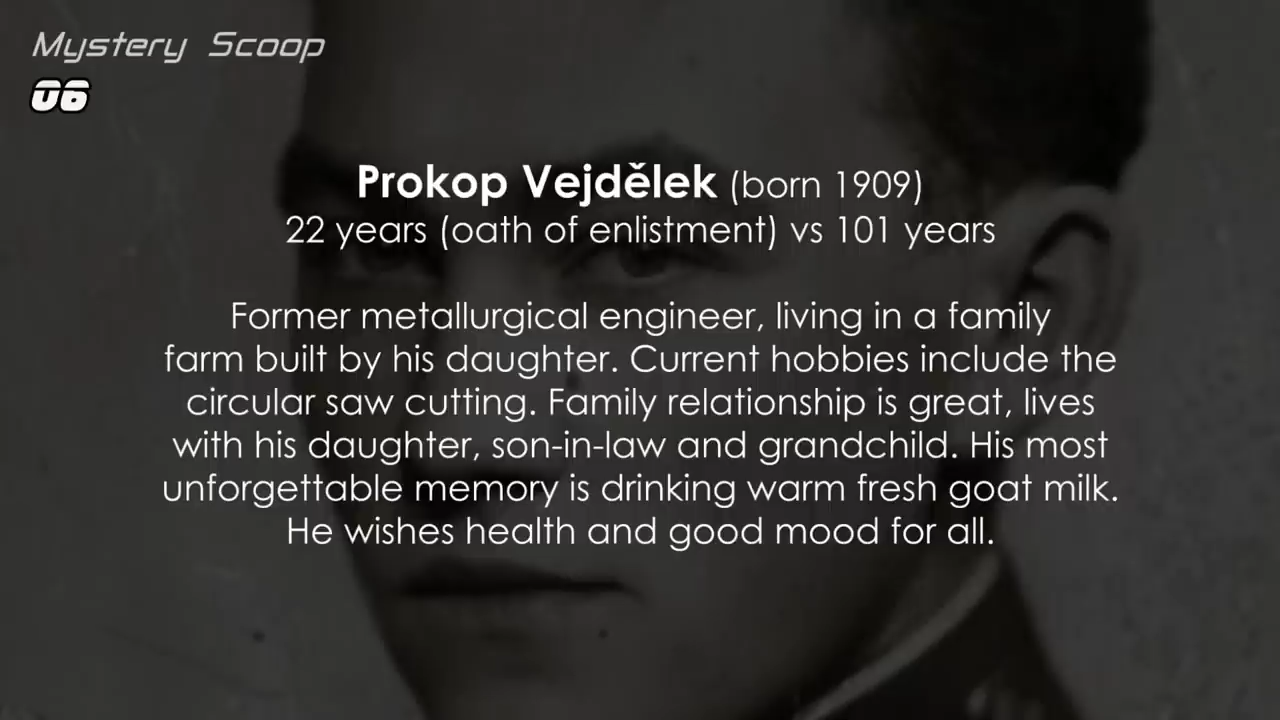 Mystery Scoop
06
Prokop Vejdělek (born 1909)
22 years (oath of enlistment) vs 101 years
Former metallurgical engineer, living in a family
farm built by his daughter. Current hobbies include the
circular saw cutting. Family relationship is great, lives
with his daughter, son-in-law and grandchild. His most
unforgettable memory is drinking warm fresh goat milk.
He wishes health and good mood for all.